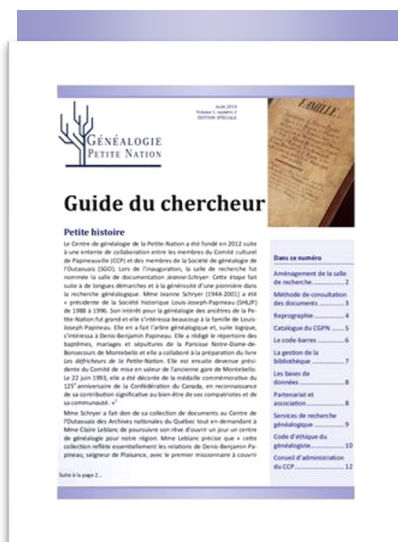 Août 2014
Volume 1, numéro 2
ÉDITION SPÉCIALE
FAMILLE.
GÉNÉALOGIE
PETITE NATION
Guide du chercheur
Petite histoire
Le Centre de généalogie de la Petite-Nation a été fondé en 2012 suite
à une entente de collaboration entre les membres du Comité culturel
de Papineauville (CCP) et des membres de la Société de généalogie de
l'Outaouais (SGO). Lors de l'inauguration, la salle de recherche fut
nommée la salle de documentation Jeanne-Schryer. Cette étape fait
suite à de longues démarches et à la générosité d'une pionnière dans
la recherche généalogique. Mme Jeanne Schryer (1944-2001) a été
« présidente de la Société historique Louis-Joseph-Papineau (SHLJP)
de 1988 à 1996. Son intérêt pour la généalogie des ancêtres de la Pe-
tite-Nation fut grand et elle s'intéressa beaucoup à la famille de Louis-
Joseph Papineau. Elle en a fait l'arbre généalogique et, suite logique,
s'intéressa à Denis-Benjamin Papineau. Elle a rédigé le répertoire des
baptêmes, mariages et sépultures de la Paroisse Notre-Dame-de-
Bonsecours de Montebello et elle a collaboré à la préparation du livre
Les défricheurs de la Petite-Nation. Elle est ensuite devenue prési-
dente du Comité de mise en valeur de l'ancienne gare de Montebello.
Le 22 juin 1993, elle a été décorée de la médaille commémorative du
125e anniversaire de la Confédération du Canada, en reconnaissance
de sa contribution significative au bien-être de ses compatriotes et de
sa communauté. »1
Mme Schryer a fait don de sa collection de documents au Centre de
l'Outaouais des Archives nationales du Québec tout en demandant à
Mme Claire Leblanc de poursuivre son rêve d'ouvrir un jour un centre
de généalogie pour notre région. Mme Leblanc précise que « cette
collection reflète essentiellement les relations de Denis-Benjamin Pa-
pineau, seigneur de Plaisance, avec le premier missionnaire à couvrir
Suite à la page 2...
Dans ce numéro
Aménagement de la salle
de recherche.............. 2
Méthode de consultation
des documents ........... 3
Reprographie .............. 4
Catalogue du CGPN ...... 5
Le code-barres ............ 6
La gestion de la
bibliothèque ............... 7
Les bases de
données ..................... 8
Partenariat et
association .................. 8
Services de recherche
généalogique .............. 9
Code d'éthique du
généalogiste .............. 10
Conseil d'administration
du CCP ...................... 12